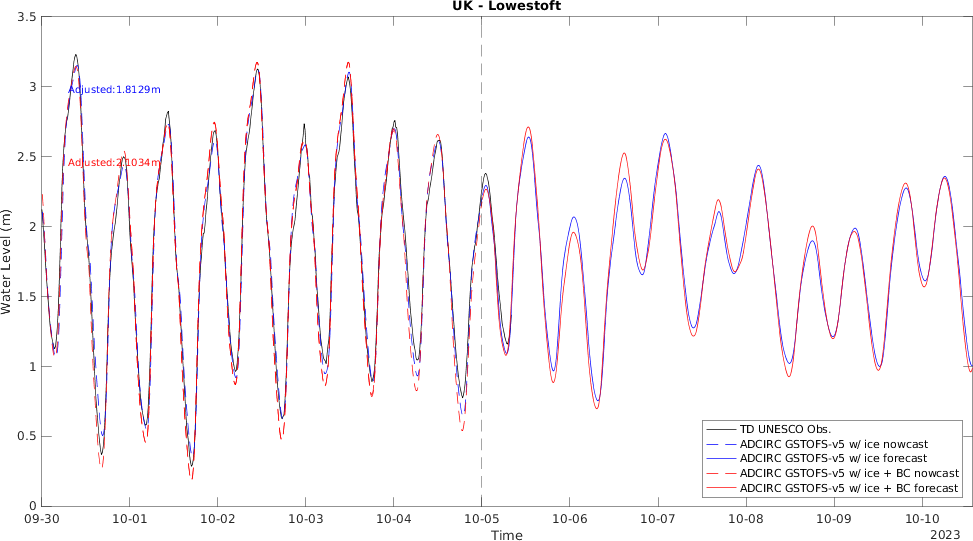 UK - Lowestoft
3.5
3
2.5
2
1.5
1
0.5
0
Water Level (m)
Adjusted:1.8129m
Adjusted:2.1034m
TD UNESCO Obs.
ADCIRC GSTOFS-v5 w/ ice nowcast
ADCIRC GSTOFS-v5 w/ ice forecast
ADCIRC GSTOFS-v5 w/ ice + BC nowcast
ADCIRC GSTOFS-v5 w/ ice + BC forecast
09-30 10-01 10-02 10-03 10-04 10-05 10-06 10-07 10-08 10-09 10-10
Time
2023